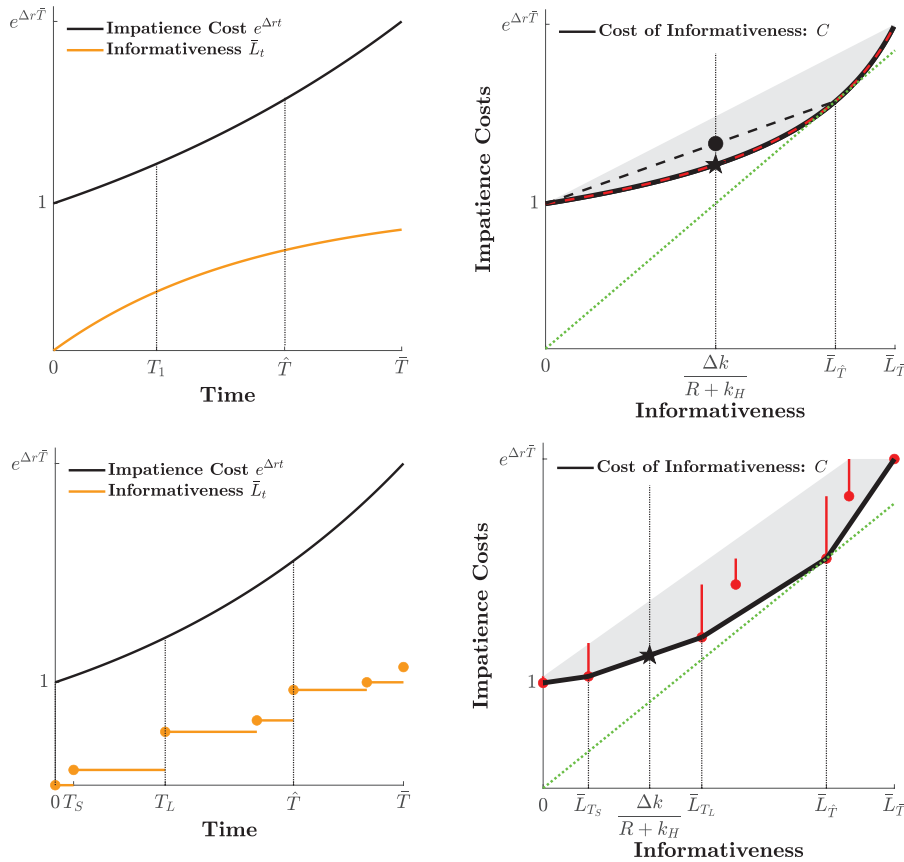 e^{Δr\bar{T}}
Impatience Cost e^{Δrt}
Informativeness \bar{L}_t
1
0 T_1 \hat{T} \bar{T}
Time
e^{Δr\bar{T}}
Cost of Informativeness: C
Impatience Costs
1
0 \frac{Δk}{R + k_H} \bar{L}_{\hat{T}} \bar{L}_{\bar{T}}
Informativeness
e^{Δr\bar{T}}
Impatience Cost e^{Δrt}
Informativeness \bar{L}_t
1
0 T_S T_L \hat{T} \bar{T}
Time
e^{Δr\bar{T}}
Cost of Informativeness: C
Impatience Costs
1
0 \bar{L}_{T_S} \frac{Δk}{R + k_H} \bar{L}_{T_L} \bar{L}_{\hat{T}} \bar{L}_{\bar{T}}
Informativeness